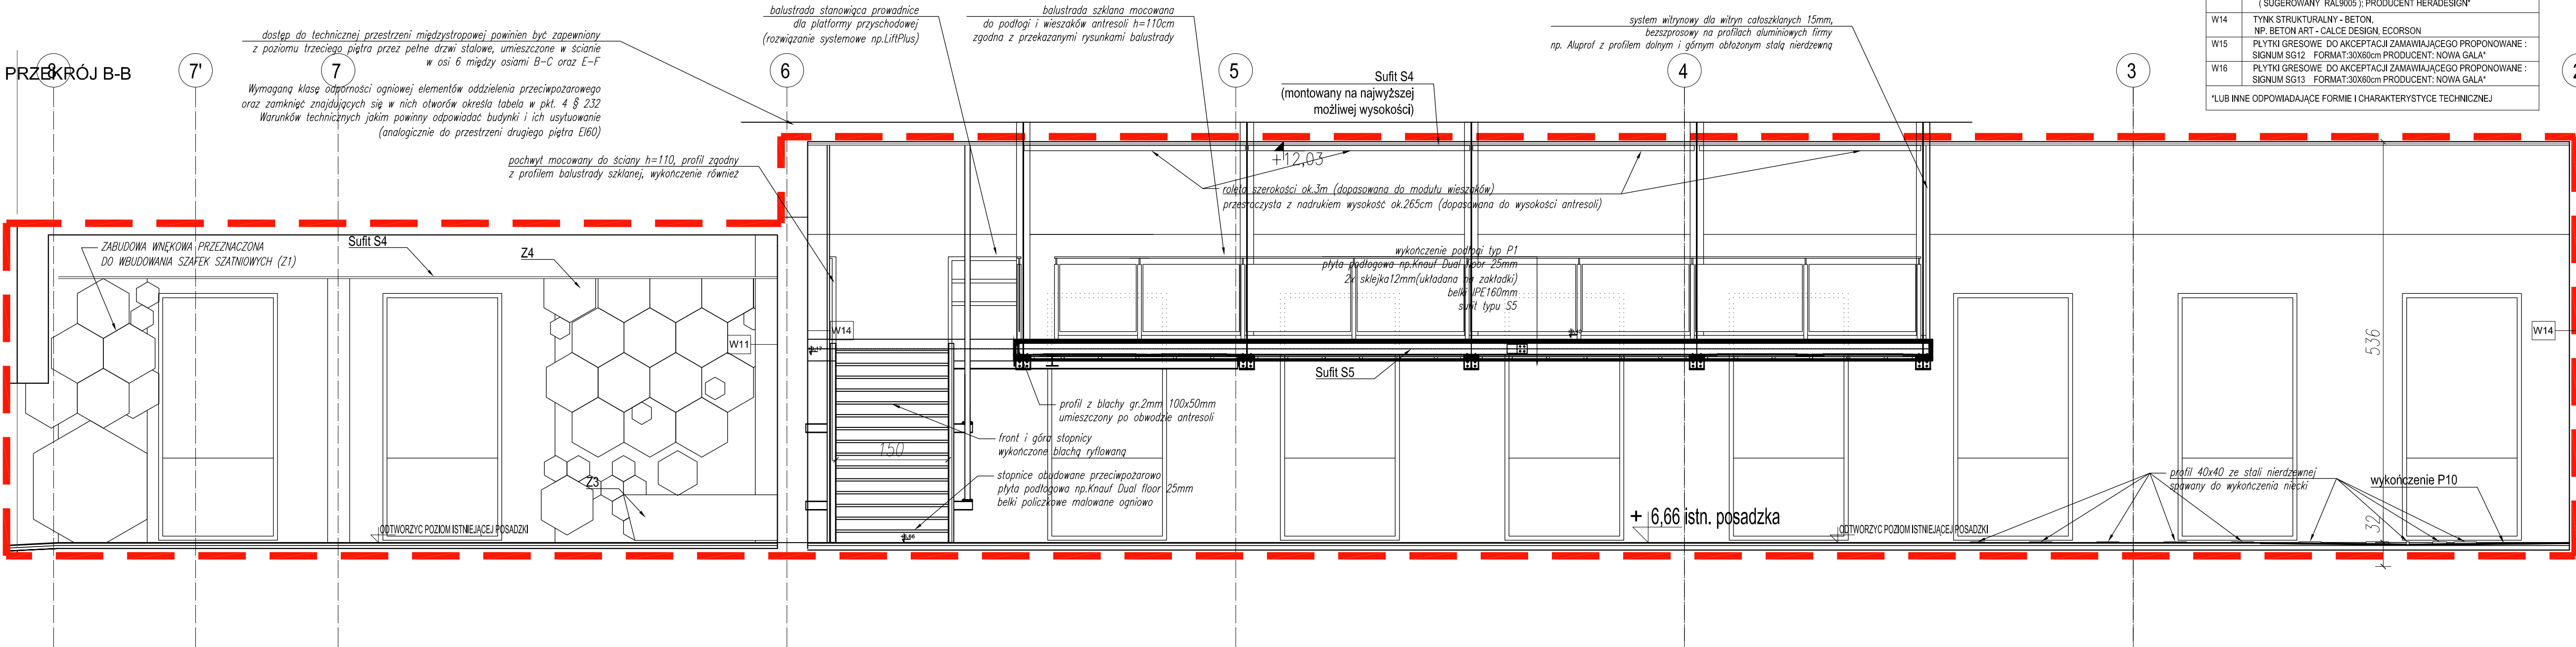 PRZEKRÓJ B-B
8
7'
7
6
5
4
3
2
dostęp do technicznej przestrzeni międzystropowej powinien być zapewniony
z poziomu trzeciego piętra przez pełne drzwi stalowe, umieszczone w ścianie
w osi 6 między osiami B-C oraz E-F
Wymaganą klasę odporności ogniowej elementów oddzielenia przeciwpożarowego
oraz zamknięć znajdujących się w nich otworów określa tabela w pkt. 4 § 232
Warunków technicznych jakim powinny odpowiadać budynki i ich usytuowanie
(analogicznie do przestrzeni drugiego piętra EI60)
pochwyt mocowany do ściany h=110, profil zgodny
z profilem balustrady szklanej, wykończenie również
balustrada stanowiąca prowadnice
dla platformy przyschodowej
(rozwiązanie systemowe np.LiftPlus)
balustrada szklana mocowana
do podłogi i wieszaków antresoli h=110cm
zgodna z przekazanymi rysunkami balustrady
Sufit S4
(montowany na najwyższej
możliwej wysokości)
system witrynowy dla witryn całoszklanych 15mm,
bezszprosowy na profilach aluminiowych firmy
np. Aluprof z profilem dolnym i górnym obłożonym stalą nierdzewną
( SUGEROWANY RAL9005 ); PRODUCENT HERADESIGN*
W14 TYNK STRUKTURALNY - BETON,
NP. BETON ART - CALCE DESIGN, ECORSON
W15 PŁYTKI GRESOWE DO AKCEPTACJI ZAMAWIAJĄCEGO PROPONOWANE :
SIGNUM SG12 FORMAT:30X60cm PRODUCENT: NOWA GALA*
W16 PŁYTKI GRESOWE DO AKCEPTACJI ZAMAWIAJĄCEGO PROPONOWANE :
SIGNUM SG13 FORMAT:30X60cm PRODUCENT: NOWA GALA*
*LUB INNE ODPOWIADAJĄCE FORMIE I CHARAKTERYSTYCE TECHNICZNEJ
+12,03
roleta szerokości ok.3m (dopasowana do modułu wieszaków)
przeźroczysta z nadrukiem wysokość ok.265cm (dopasowana do wysokości antresoli)
ZABUDOWA WNĘKOWA PRZEZNACZONA
DO WBUDOWANIA SZAFEK SZATNIOWYCH (Z1)
Sufit S4
Z4
wykończenie podłogi typ P1
płyta podłogowa np.Knauf Dual floor 25mm
2x sklejka12mm(układana na zakładki)
belki IPE160mm
sufit typu S5
W11
W14
W14
536
Sufit S5
profil z blachy gr.2mm 100x50mm
umieszczony po obwodzie antresoli
front i góra stopnicy
wykończone blachą ryflowaną
150
stopnice obudowane przeciwpożarowo
płyta podłogowa np.Knauf Dual floor 25mm
belki policzkowe malowane ogniowo
Z3
profil 40x40 ze stali nierdzewnej
spawany do wykończenia niecki
wykończenie P10
ODTWORZYC POZIOM ISTNIEJĄCEJ POSADZKI
+ 6,66 istn. posadzka
ODTWORZYC POZIOM ISTNIEJĄCEJ POSADZKI
32